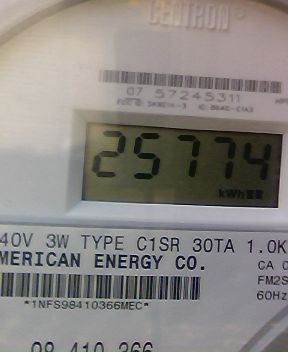 CENTRON®
07 57245311
25774
kWh
40V 3W TYPE C1SR 30TA 1.0K
MERICAN ENERGY CO.
CA 0
FM2S
60Hz
*1NFS98410366MEC*
98 410 366